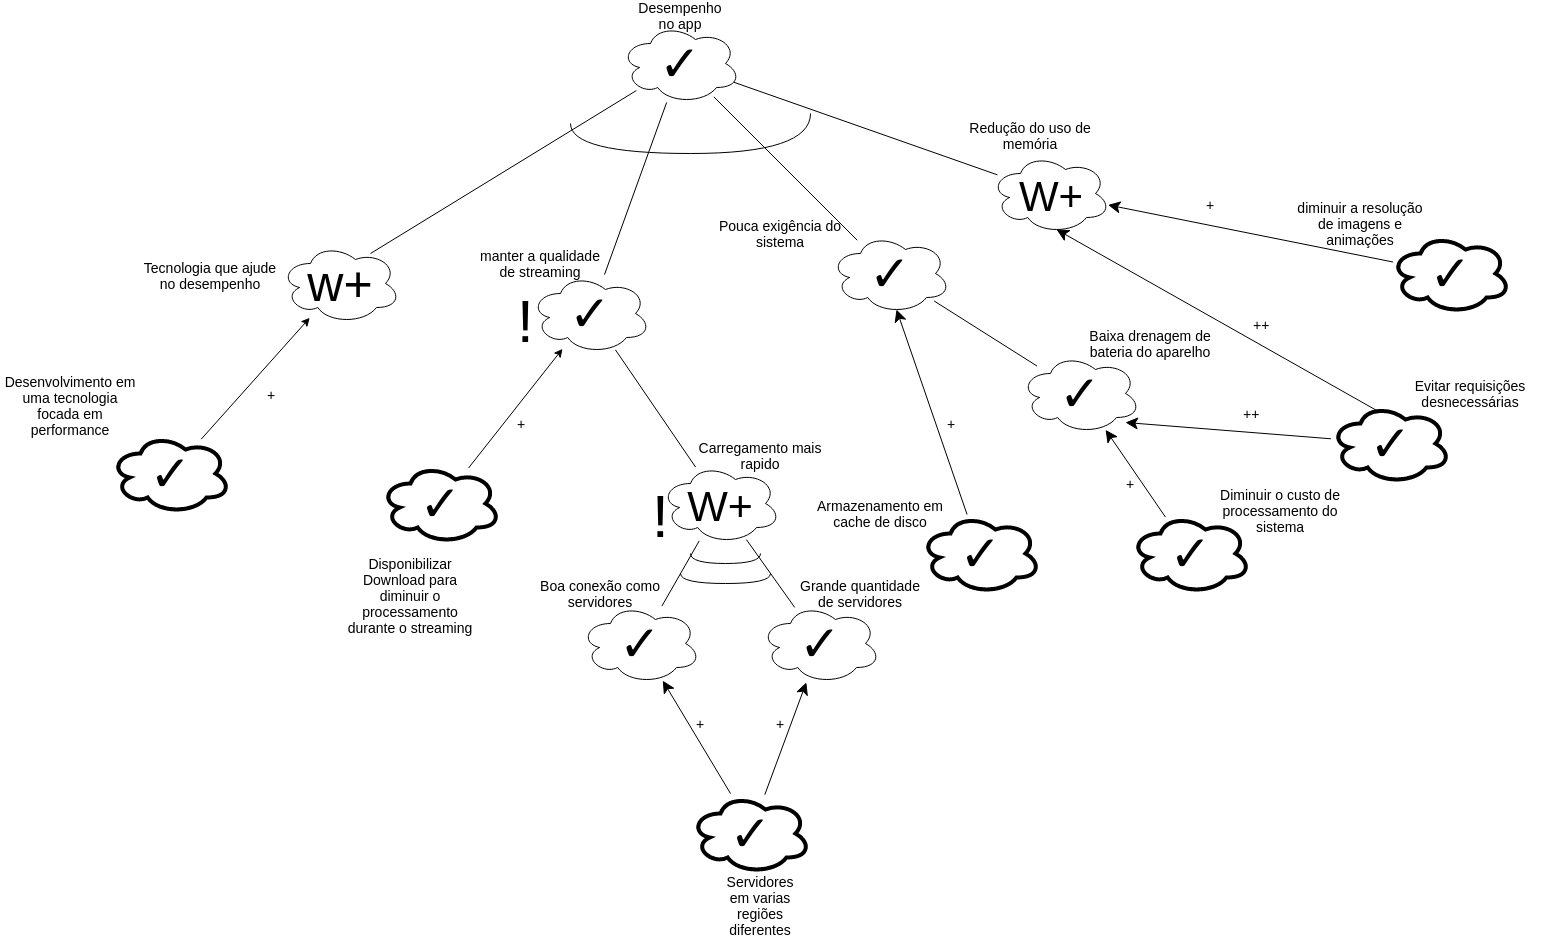 Desempenho
no app
✓
Redução do uso de
memória
W+
+
diminuir a resolução
de imagens e
animações
✓
Pouca exigência do
sistema
✓
manter a qualidade
de streaming
!
✓
Tecnologia que ajude
no desempenho
w+
++
Baixa drenagem de
bateria do aparelho
✓
Desenvolvimento em
uma tecnologia
focada em
performance
✓
+
+
+
++
Evitar requisições
desnecessárias
✓
Carregamento mais
rapido
!
W+
✓
Disponibilizar
Download para
diminuir o
processamento
durante o streaming
Armazenamento em
cache de disco
✓
+
Diminuir o custo de
processamento do
sistema
✓
Boa conexão como
servidores
✓
Grande quantidade
de servidores
✓
+
+
✓
Servidores
em varias
regiões
diferentes